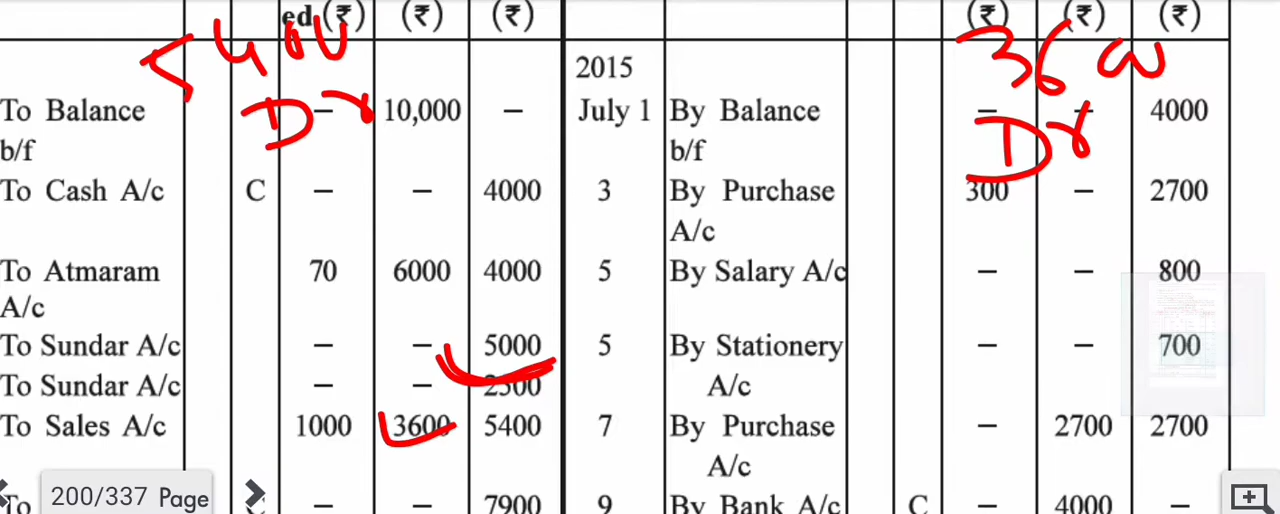 ed (₹) (₹) (₹) (₹) (₹) (₹)
5400 3600
2015
To Balance — 10,000 — July 1 By Balance — — 4000
Dr Dr
b/f b/f
To Cash A/c C — — 4000 3 By Purchase 300 — 2700
A/c
To Atmaram 70 6000 4000 5 By Salary A/c — — 800
A/c
To Sundar A/c — — 5000 5 By Stationery — — 700
To Sundar A/c — — 2500 A/c
To Sales A/c 1000 3600 5400 7 By Purchase — 2700 2700
A/c
To — — 7900 9 By Bank A/c C — 4000 —
200/337 Page